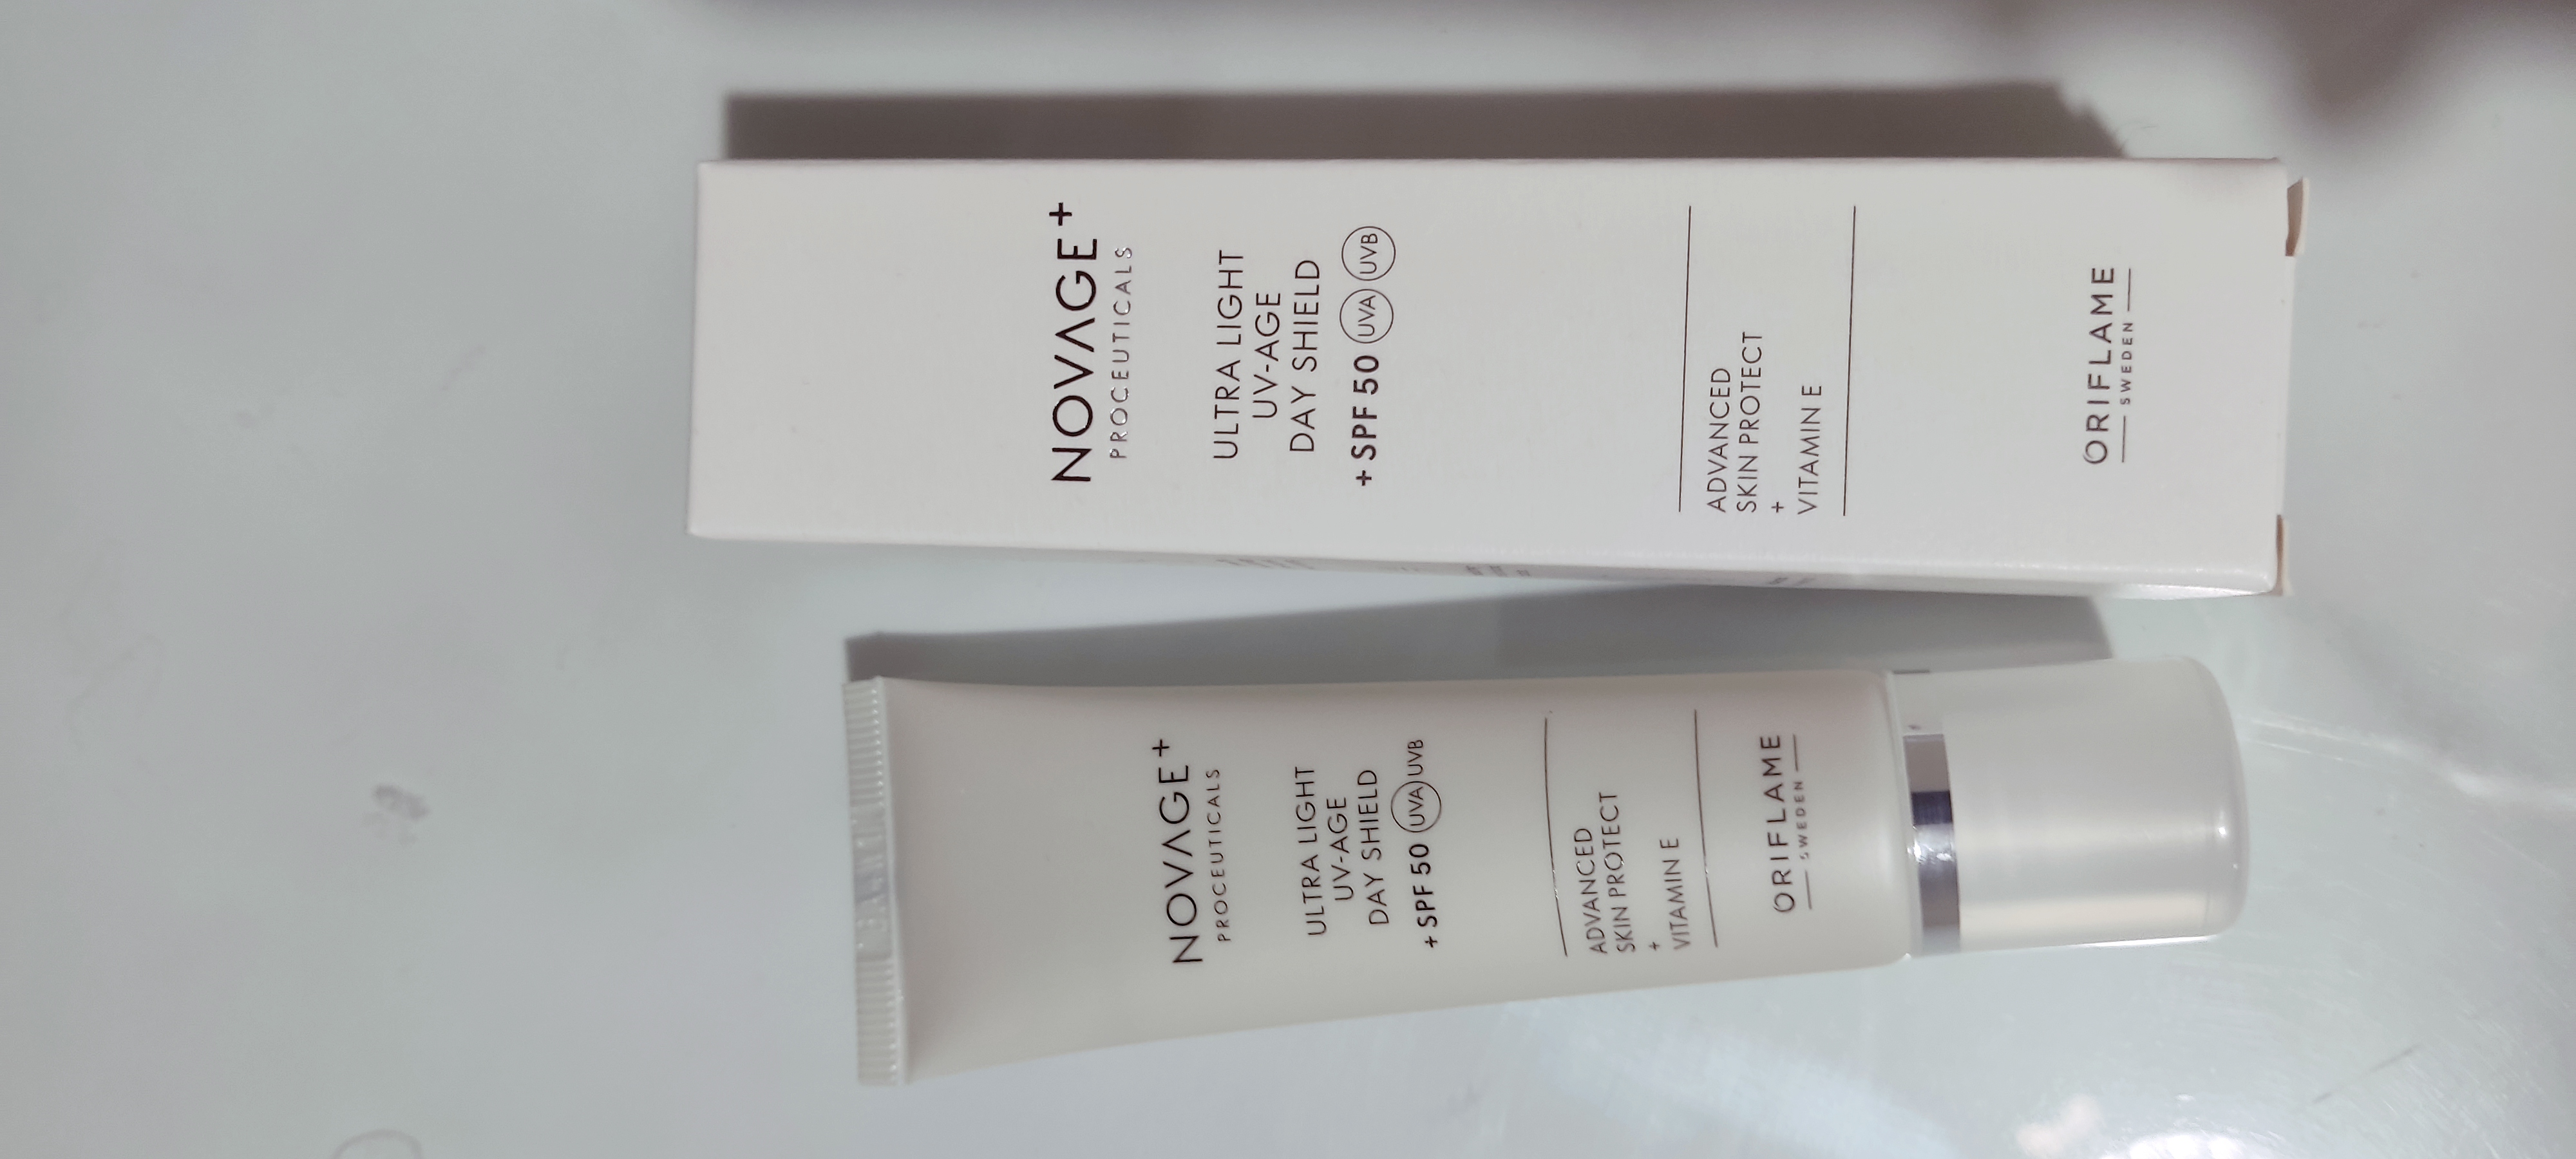 NOVAGE+
PROCEUTICALS
ULTRA LIGHT
UV-AGE
DAY SHIELD
+ SPF 50 UVA UVB
ADVANCED
SKIN PROTECT
+
VITAMIN E
ORIFLAME
SWEDEN
NOVAGE+
PROCEUTICALS
ULTRA LIGHT
UV-AGE
DAY SHIELD
+ SPF 50 UVA UVB
ADVANCED
SKIN PROTECT
+
VITAMIN E
ORIFLAME
SWEDEN